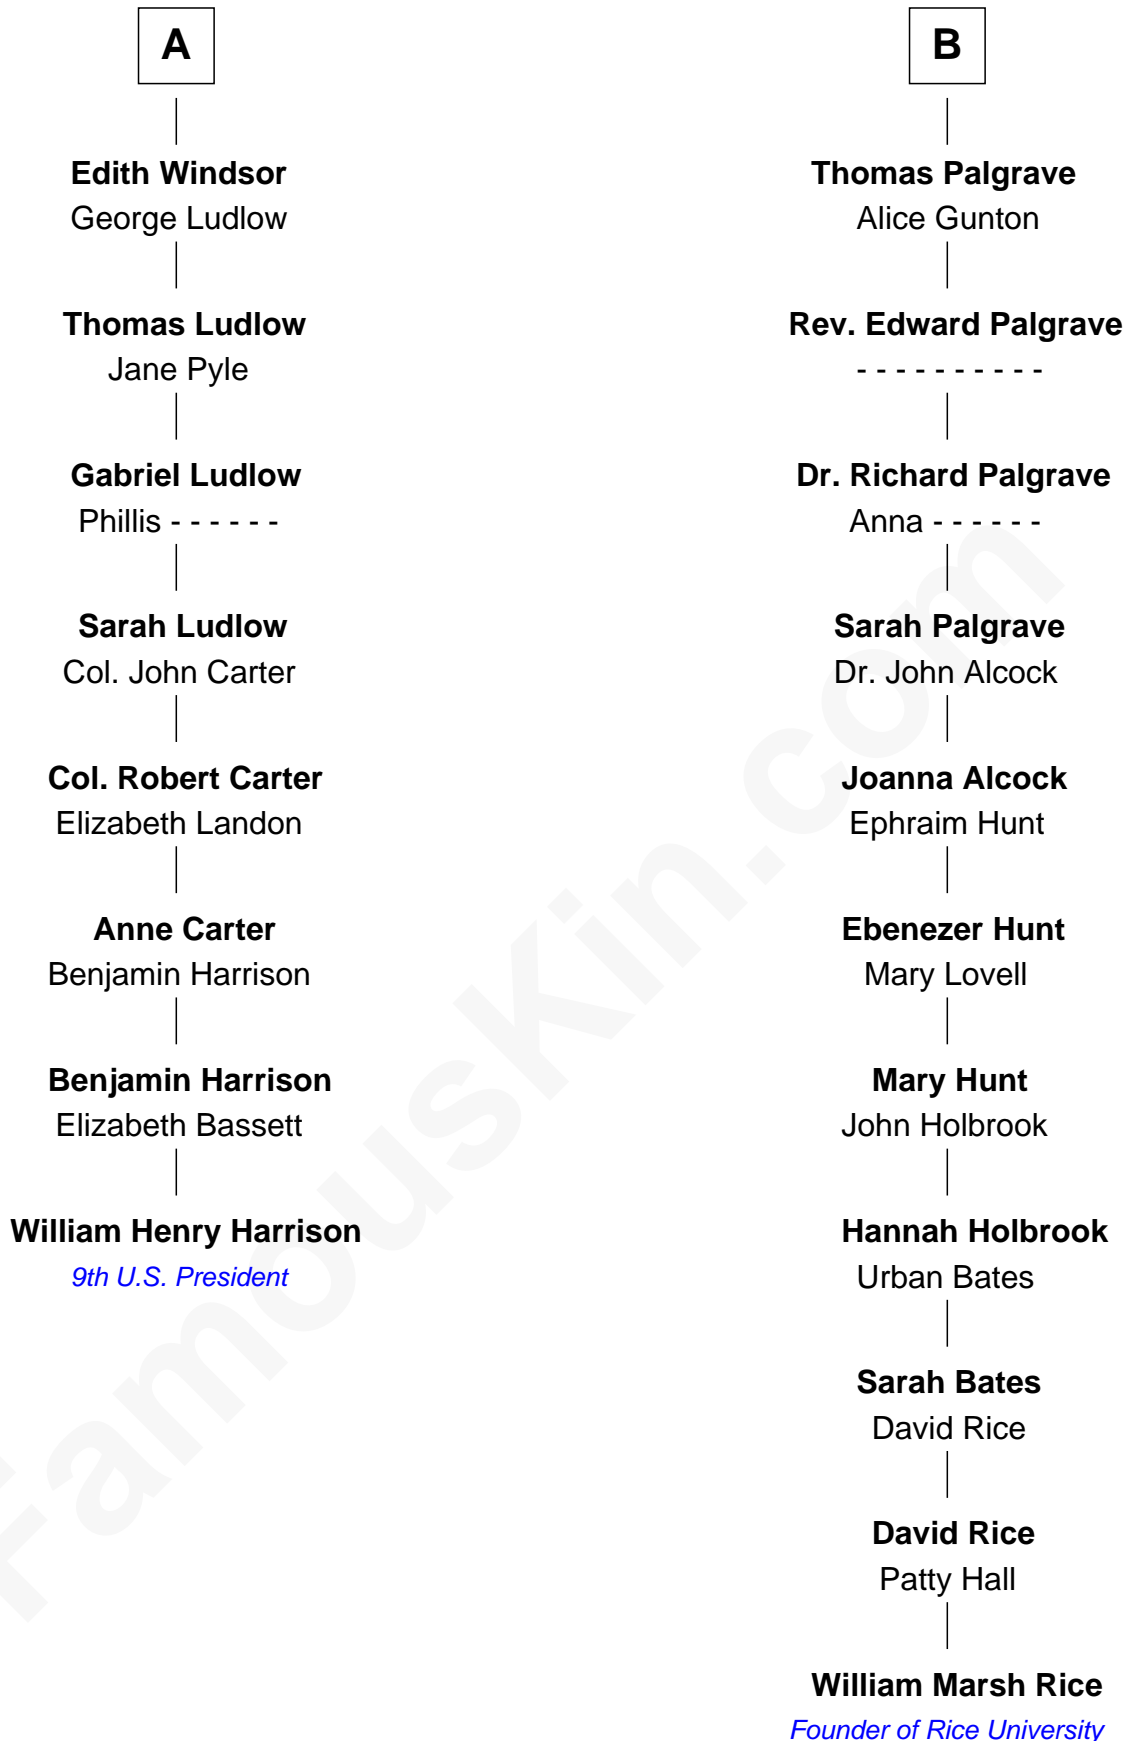 A
Edith Windsor
George Ludlow
Thomas Ludlow
Jane Pyle
Gabriel Ludlow
Phillis - - - - - -
Sarah Ludlow
Col. John Carter
Col. Robert Carter
Elizabeth Landon
Anne Carter
Benjamin Harrison
Benjamin Harrison
Elizabeth Bassett
William Henry Harrison
9th U.S. President
B
Thomas Palgrave
Alice Gunton
Rev. Edward Palgrave
- - - - - - - - - -
Dr. Richard Palgrave
Anna - - - - - -
Sarah Palgrave
Dr. John Alcock
Joanna Alcock
Ephraim Hunt
Ebenezer Hunt
Mary Lovell
Mary Hunt
John Holbrook
Hannah Holbrook
Urban Bates
Sarah Bates
David Rice
David Rice
Patty Hall
William Marsh Rice
Founder of Rice University
FamousKin.com